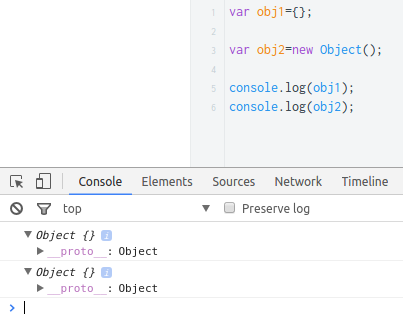 1 var obj1={};
2
3 var obj2=new Object();
4
5 console.log(obj1);
6 console.log(obj2);
Console Elements Sources Network Timeline
top Preserve log
▼ Object {} i
▶ __proto__: Object
▼ Object {} i
▶ __proto__: Object
>